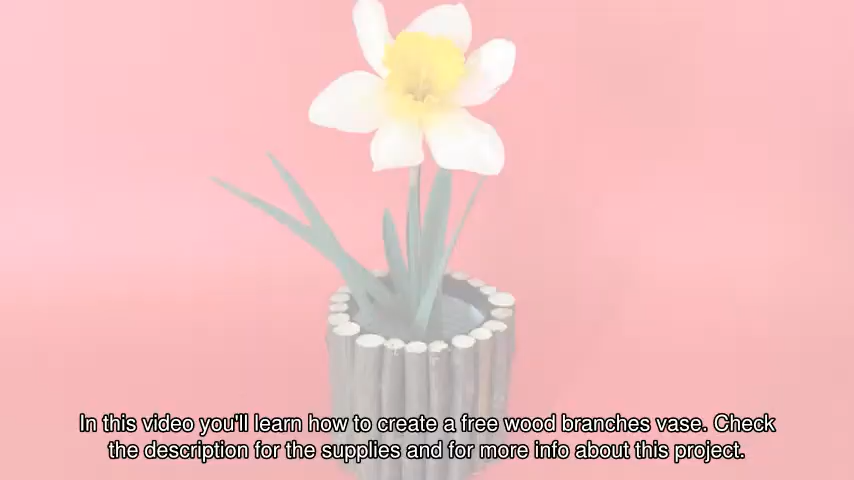 In this video you'll learn how to create a free wood branches vase. Check
the description for the supplies and for more info about this project.